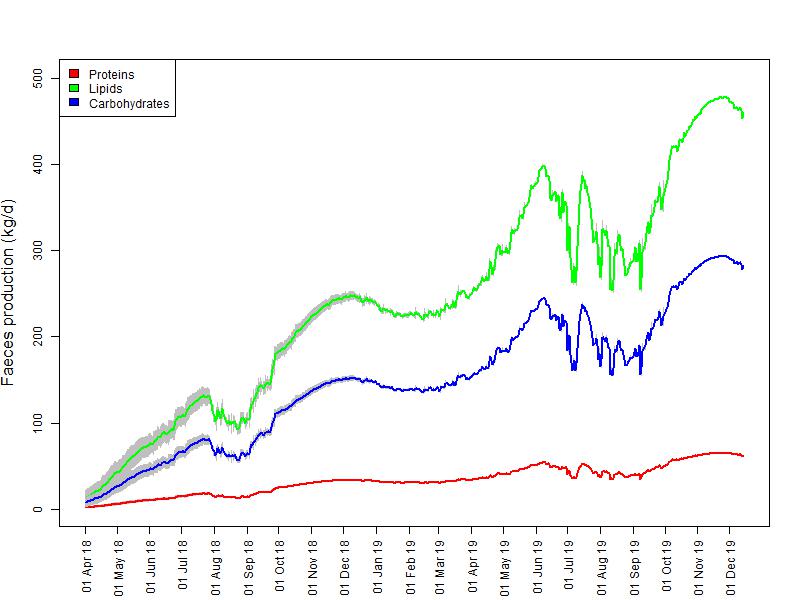 Proteins
Lipids
Carbohydrates
Faeces production (kg/d)
500
400
300
200
100
0
01 Apr 18
01 May 18
01 Jun 18
01 Jul 18
01 Aug 18
01 Sep 18
01 Oct 18
01 Nov 18
01 Dec 18
01 Jan 19
01 Feb 19
01 Mar 19
01 Apr 19
01 May 19
01 Jun 19
01 Jul 19
01 Aug 19
01 Sep 19
01 Oct 19
01 Nov 19
01 Dec 19